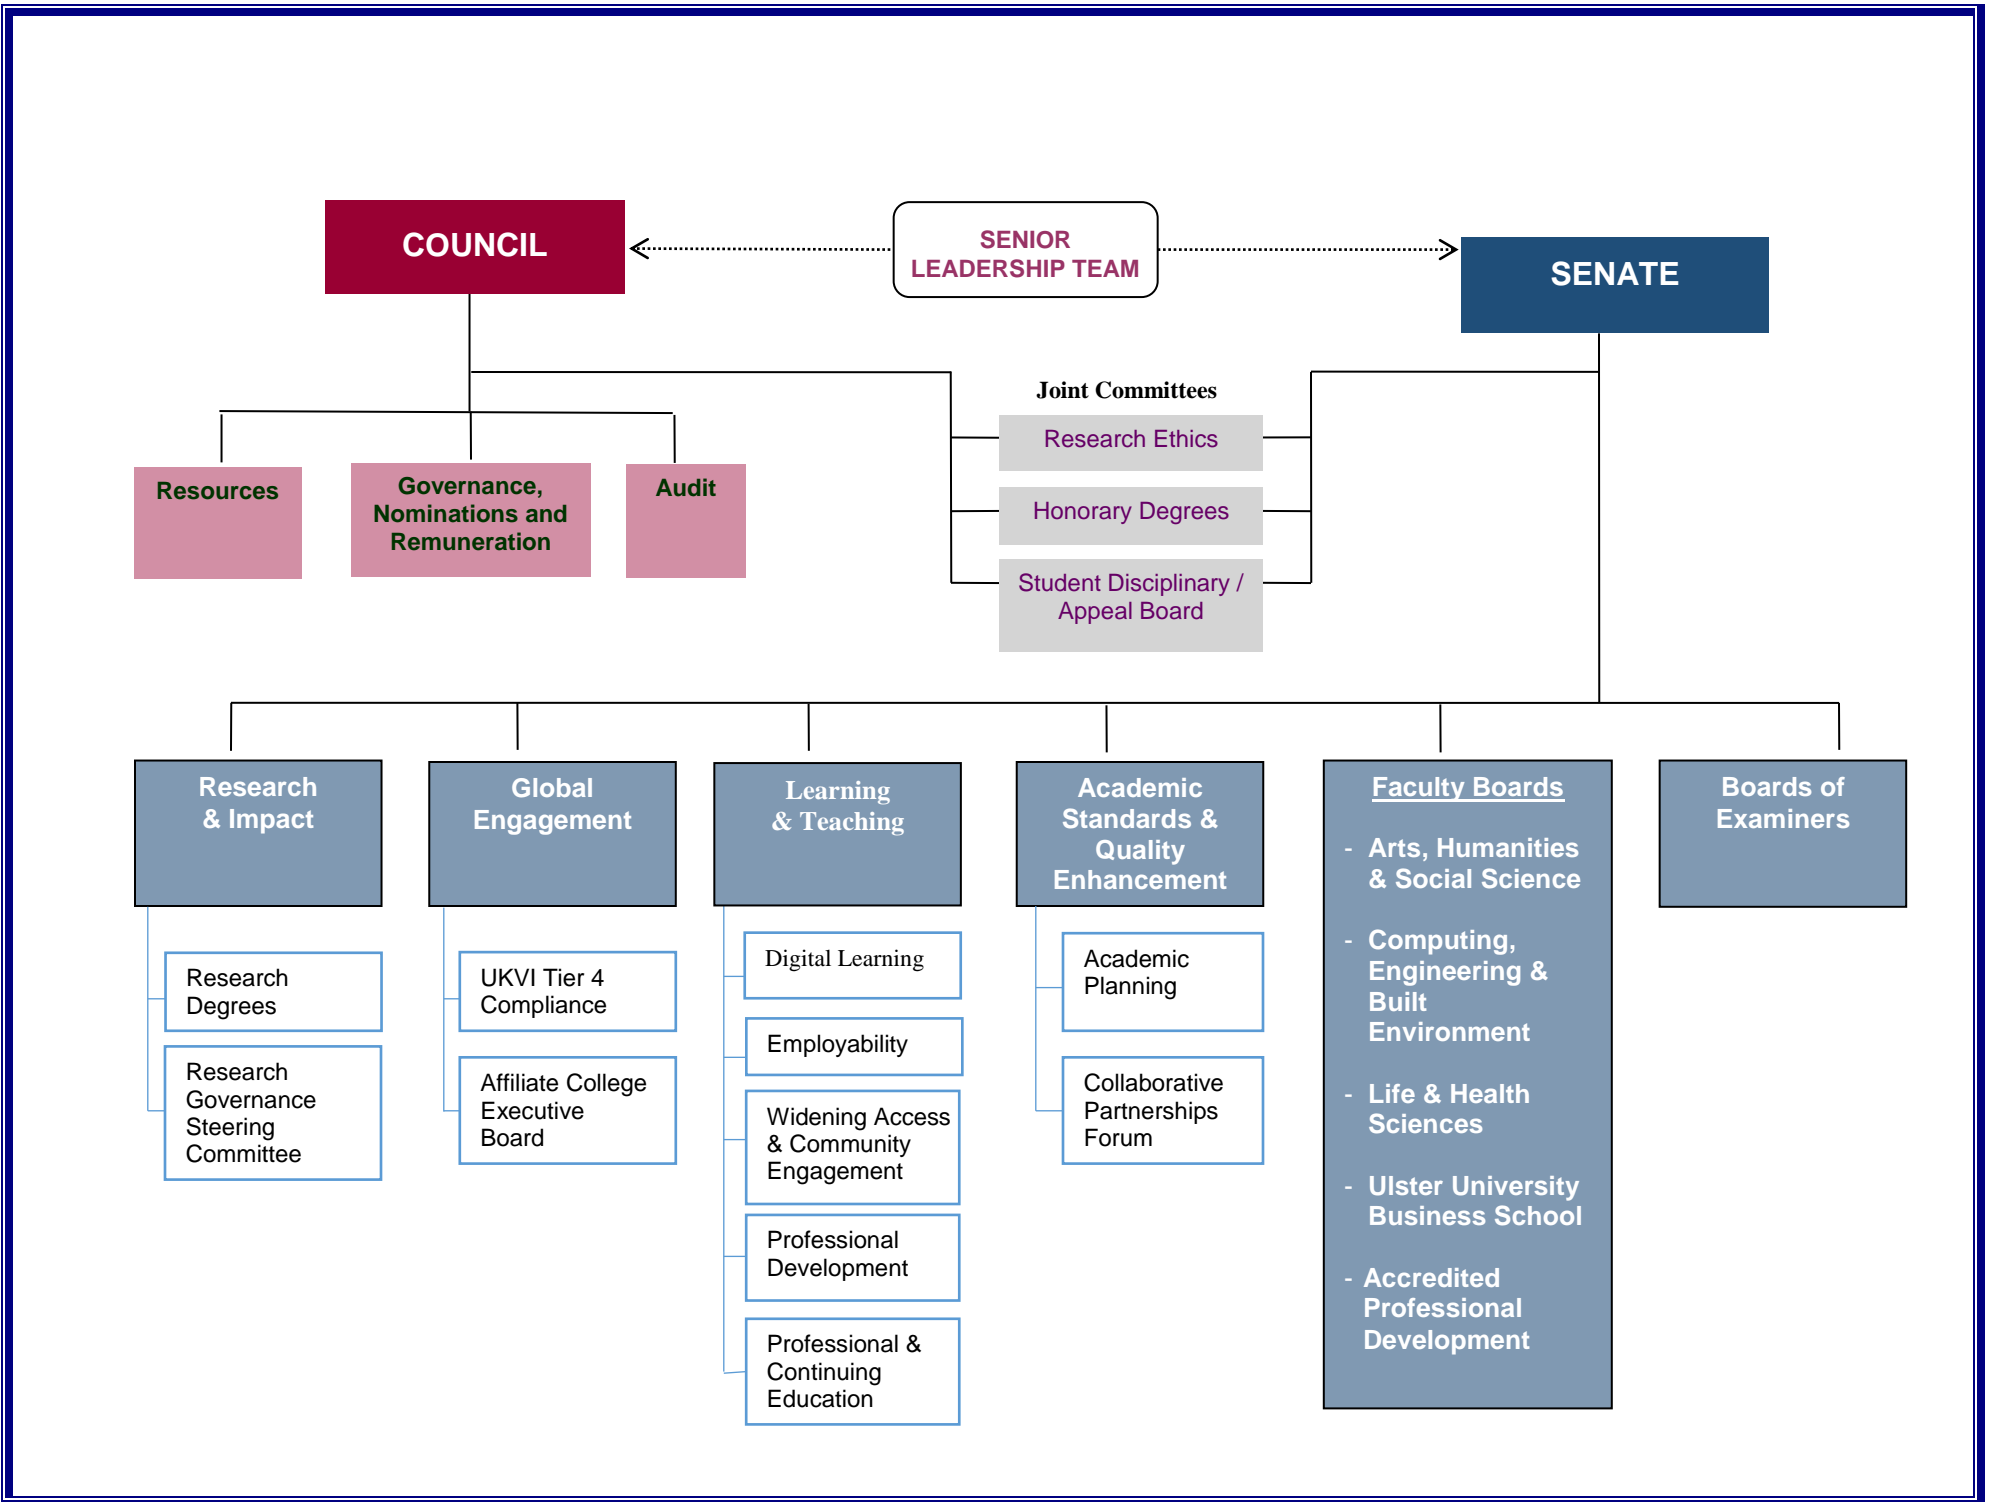 COUNCIL
SENIOR
LEADERSHIP TEAM
SENATE
Joint Committees
Research Ethics
Honorary Degrees
Student Disciplinary /
Appeal Board
Resources
Governance,
Nominations and
Remuneration
Audit
Research
& Impact
Research
Degrees
Research
Governance
Steering
Committee
Global
Engagement
UKVI Tier 4
Compliance
Affiliate College
Executive
Board
Learning
& Teaching
Digital Learning
Employability
Widening Access
& Community
Engagement
Professional
Development
Professional &
Continuing
Education
Academic
Standards &
Quality
Enhancement
Academic
Planning
Collaborative
Partnerships
Forum
Faculty Boards
- Arts, Humanities
& Social Science
- Computing,
Engineering &
Built
Environment
- Life & Health
Sciences
- Ulster University
Business School
- Accredited
Professional
Development
Boards of
Examiners